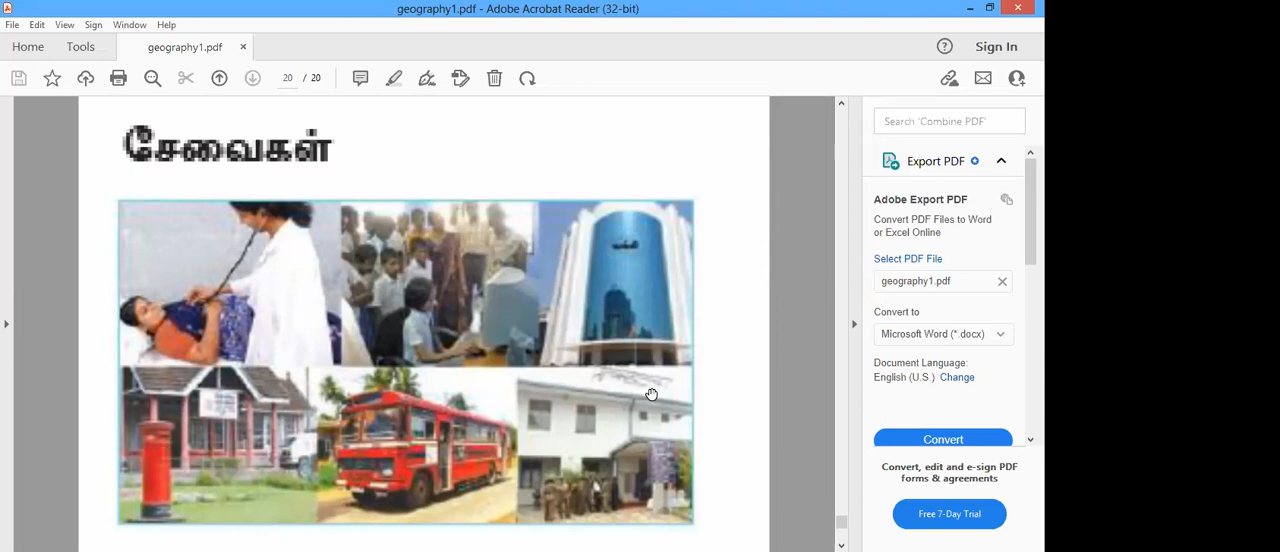 geography1.pdf - Adobe Acrobat Reader (32-bit)
File Edit View Sign Window Help
Home Tools geography1.pdf × Sign In
20 / 20
சேவைகள்
வங்கி
Search 'Combine PDF'
Export PDF
Adobe Export PDF
Convert PDF Files to Word
or Excel Online
Select PDF File
geography1.pdf
Convert to
Microsoft Word (*.docx)
Document Language:
English (U.S.) Change
Convert
Convert, edit and e-sign PDF
forms & agreements
Free 7-Day Trial